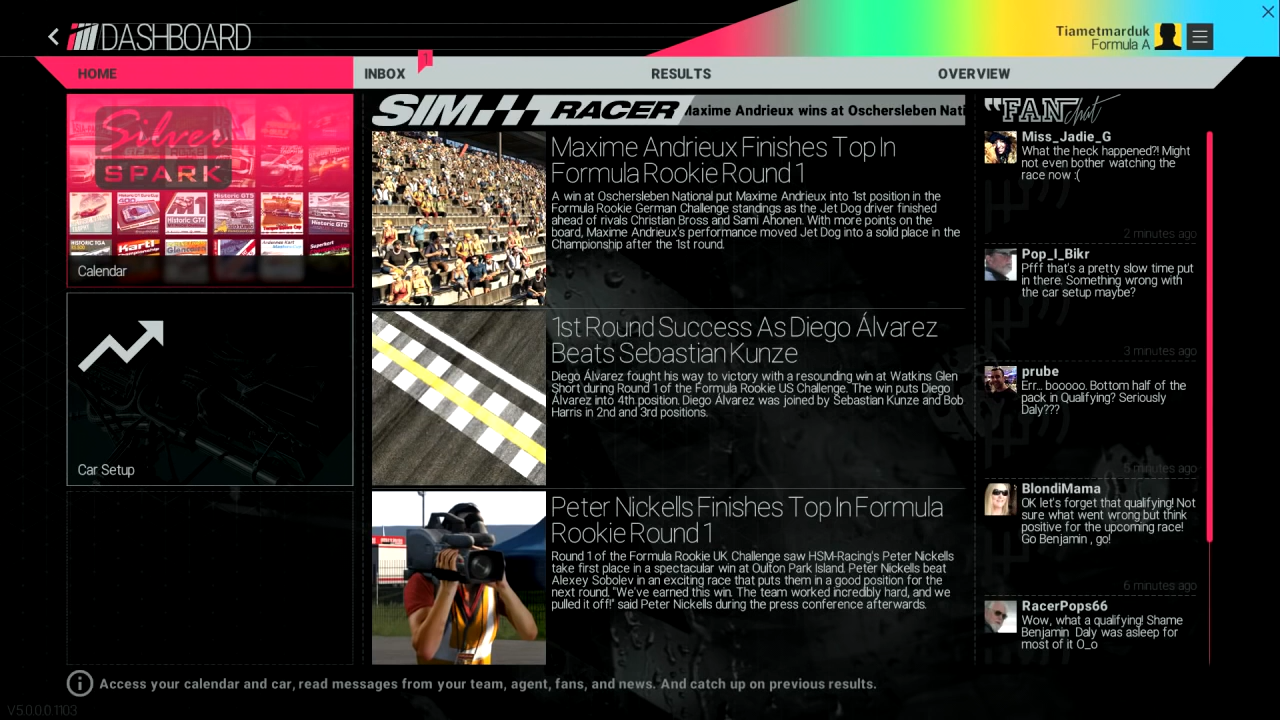 DASHBOARD
Tiametmarduk
Formula A
HOME
INBOX
1
RESULTS
OVERVIEW
Silver
SPARK
Historic GT4
Kart1
Glencairn
SuperKart
Calendar
Car Setup
SIM RACER
Maxime Andrieux wins at Oschersleben Nati
Maxime Andrieux Finishes Top In
Formula Rookie Round 1
A win at Oschersleben National put Maxime Andrieux into 1st position in the
Formula Rookie German Challenge standings as the Jet Dog driver finished
ahead of rivals Christian Bross and Sami Ahonen. With more points on the
board, Maxime Andrieux's performance moved Jet Dog into a solid place in the
Championship after the 1st round.
1st Round Success As Diego Álvarez
Beats Sebastian Kunze
Diego Álvarez fought his way to victory with a resounding win at Watkins Glen
Short during Round 1 of the Formula Rookie US Challenge. The win puts Diego
Álvarez into 4th position. Diego Álvarez was joined by Sebastian Kunze and Bob
Harris in 2nd and 3rd positions.
Peter Nickells Finishes Top In Formula
Rookie Round 1
Round 1 of the Formula Rookie UK Challenge saw HSM-Racing's Peter Nickells
take first place in a spectacular win at Oulton Park Island. Peter Nickells beat
Alexey Sobolev in an exciting race that puts them in a good position for the
next round. "We've earned this win. The team worked incredibly hard, and we
pulled it off!" said Peter Nickells during the press conference afterwards.
"FAN chat
Miss_Jadie_G
What the heck happened?! Might
not even bother watching the
race now :(
2 minutes ago
Pop_I_Bikr
Pfff that's a pretty slow time put
in there. Something wrong with
the car setup maybe?
3 minutes ago
prube
Err... booooo. Bottom half of the
pack in Qualifying? Seriously
Daly???
5 minutes ago
BlondiMama
OK let's forget that qualifying! Not
sure what went wrong but think
positive for the upcoming race!
Go Benjamin , go!
6 minutes ago
RacerPops66
Wow, what a qualifying! Shame
Benjamin Daly was asleep for
most of it O_o
Access your calendar and car, read messages from your team, agent, fans, and news. And catch up on previous results.
V5.0.0.0.1103